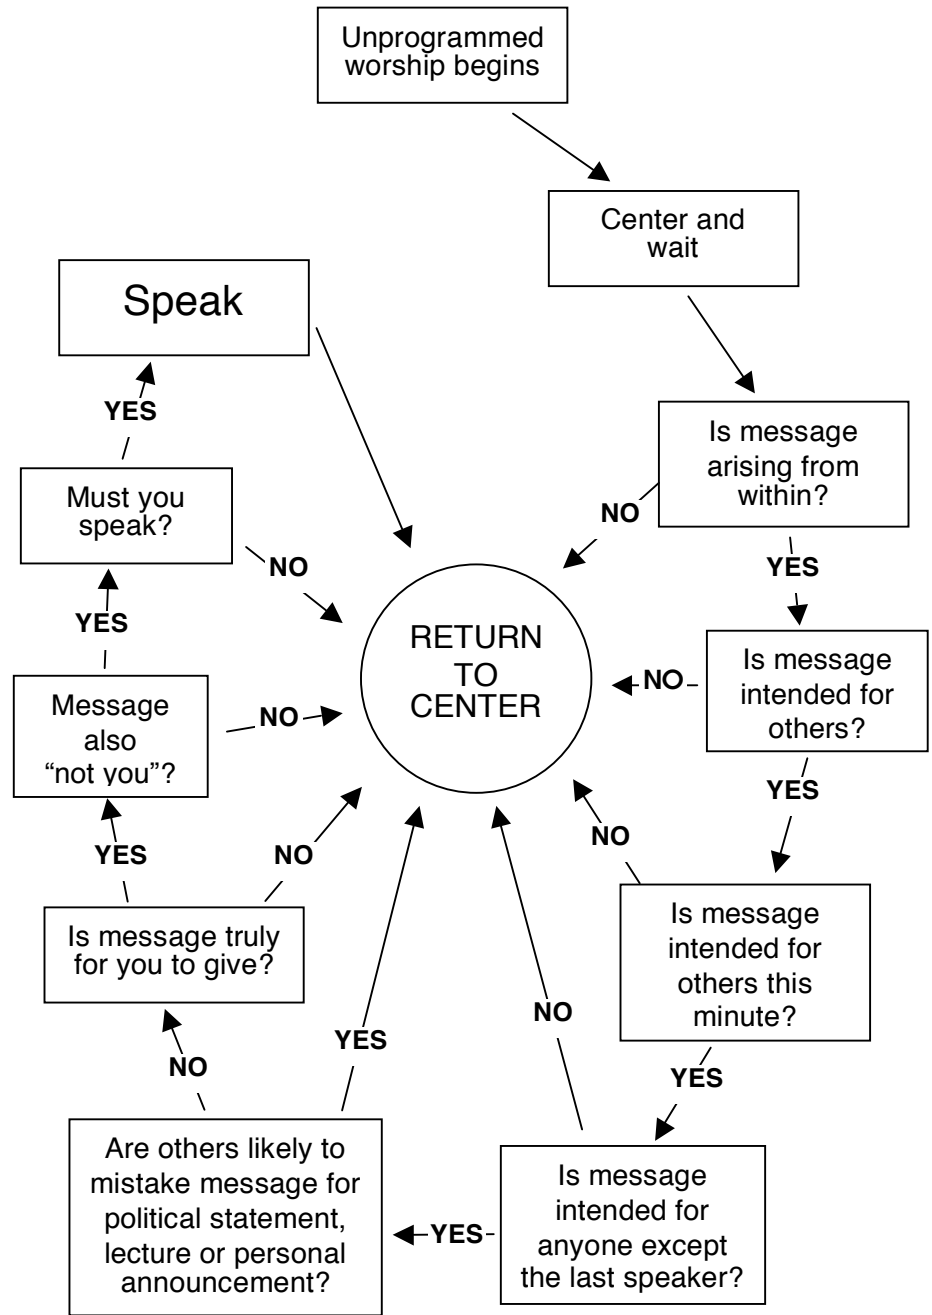 Unprogrammed
worship begins
Center and
wait
Is message
arising from
within?
NO
YES
Is message
intended for
others?
NO
YES
Is message
intended for
others this
minute?
NO
YES
Is message
intended for
anyone except
the last speaker?
NO
YES
Are others likely to
mistake message for
political statement,
lecture or personal
announcement?
YES
NO
Is message truly
for you to give?
NO
YES
Message
also
“not you”?
NO
YES
Must you
speak?
NO
YES
Speak
RETURN
TO
CENTER